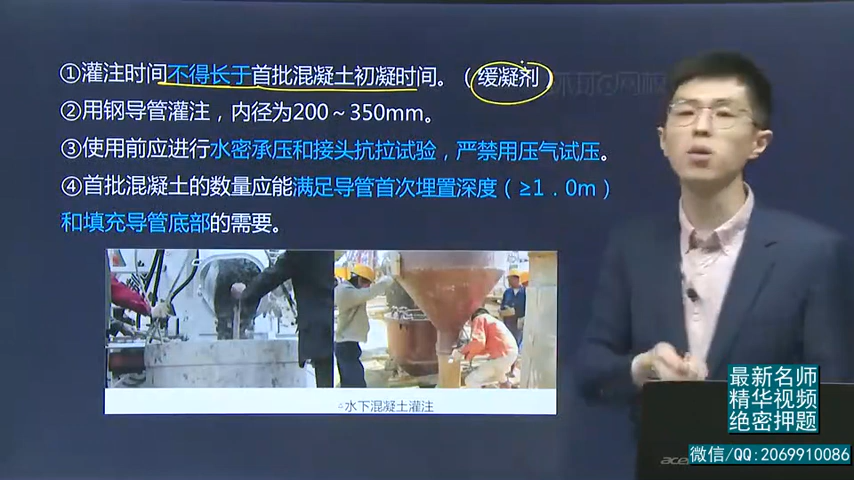 ①灌注时间不得长于首批混凝土初凝时间。（缓凝剂）
②用钢导管灌注，内径为200～350mm。
③使用前应进行水密承压和接头抗拉试验，严禁用压气试压。
④首批混凝土的数量应能满足导管首次埋置深度（≥1．0m）
和填充导管底部的需要。
△水下混凝土灌注
最新名师
精华视频
绝密押题
微信/QQ:2069910086
acer